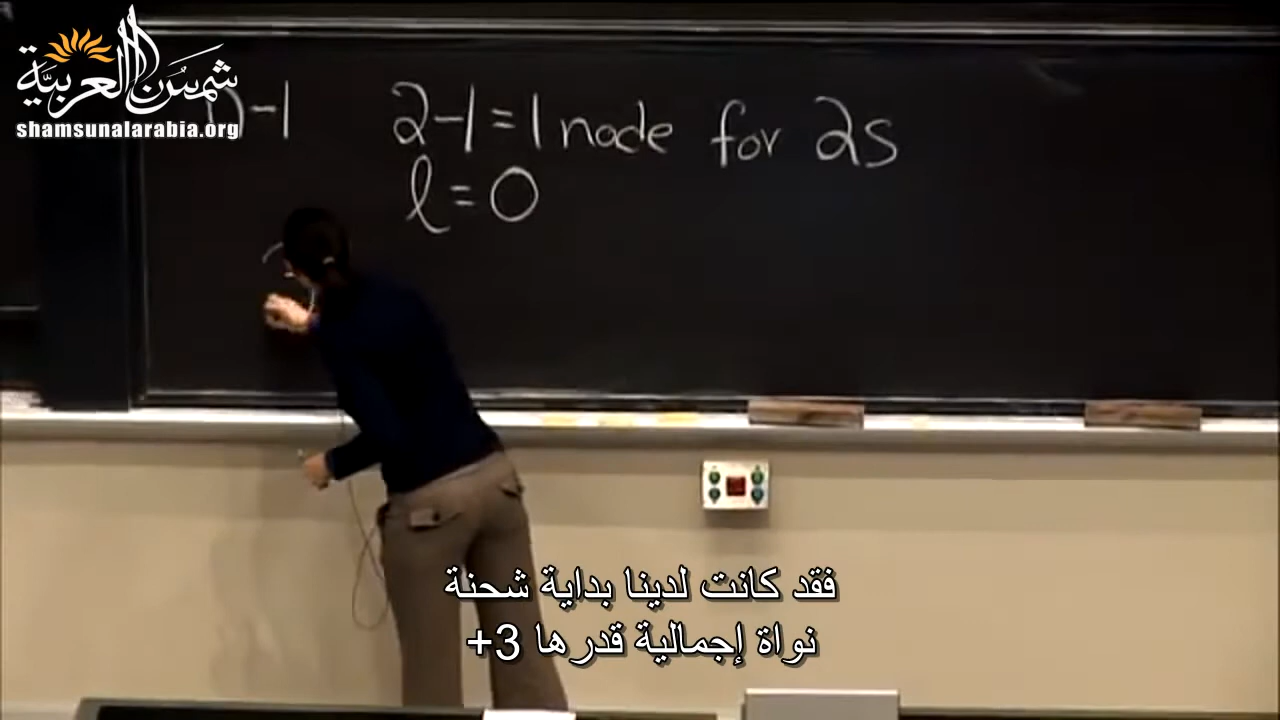 شمسُ العربيَّة
shamsunalarabia.org
n-1
2-1=1 node for 2s
l=0
فقد كانت لدينا بداية شحنة
نواة إجمالية قدرها 3+